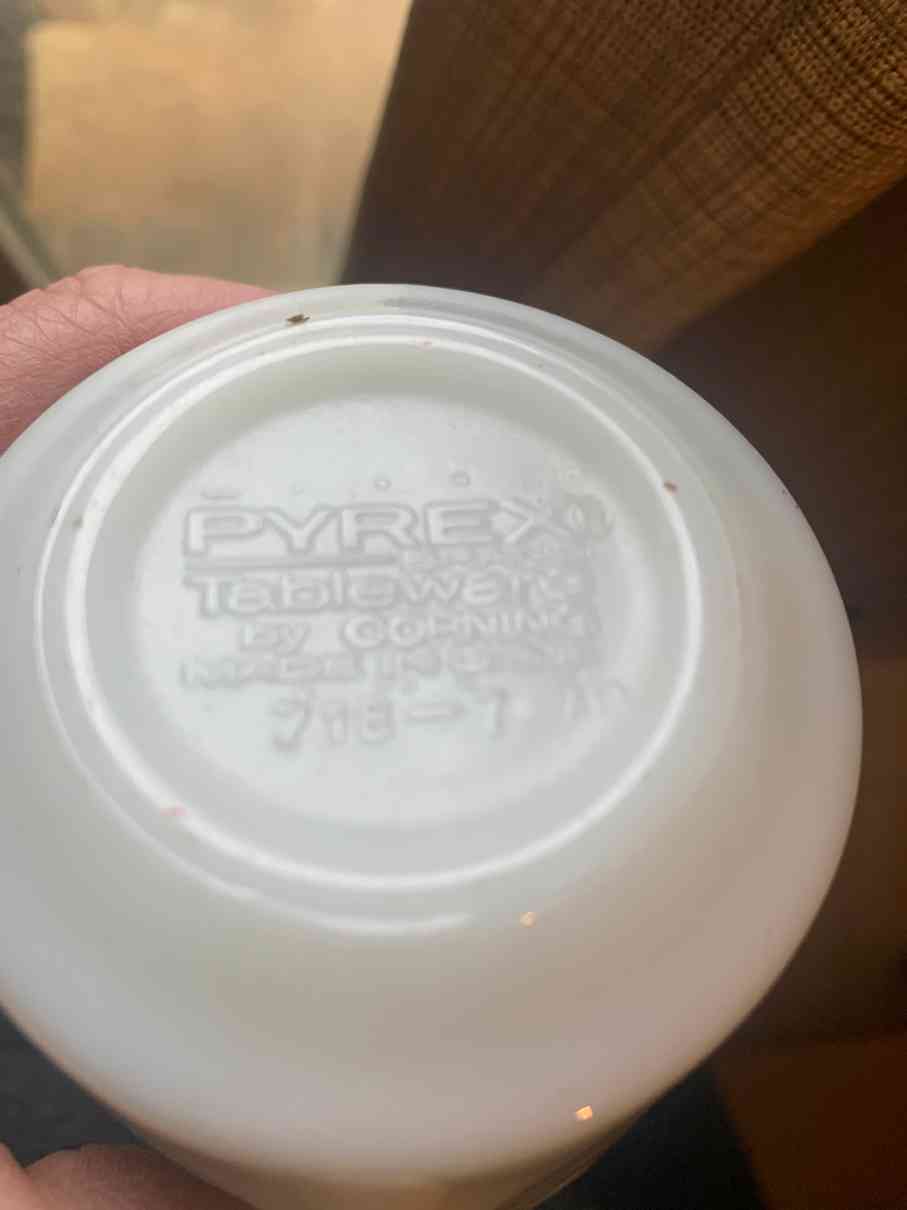 PYREX®
Tableware
by CORNING
MADE IN